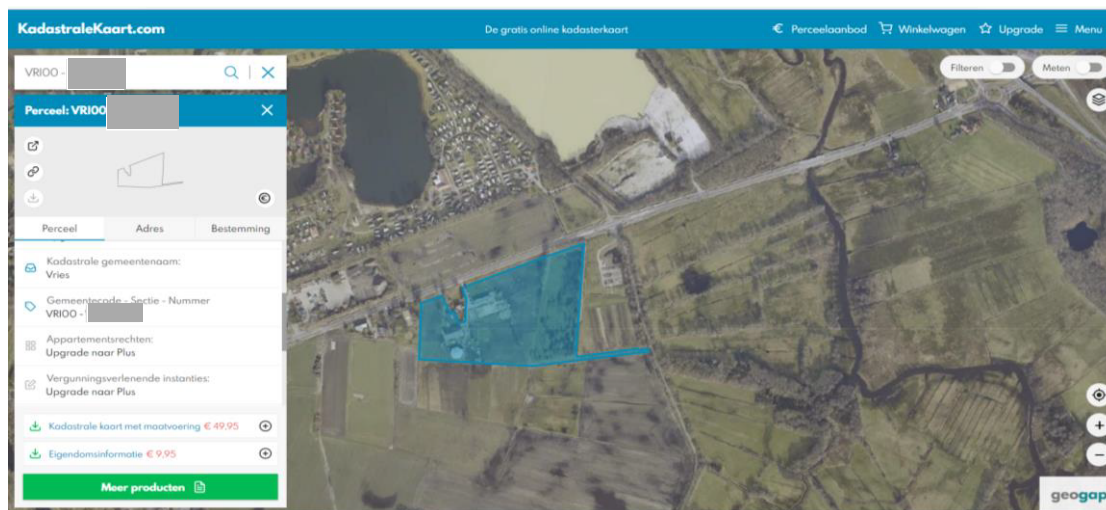 KadastraleKaart.com
De gratis online kadasterkaart
€ Perceelaanbod Winkelwagen Upgrade Menu
VRI00 -
Filteren Meten
Perceel: VRI00
Perceel Adres Bestemming
Kadastrale gemeentenaam:
Vries
Gemeentecode - Sectie - Nummer
VRI00 -
Appartementsrechten:
Upgrade naar Plus
Vergunningsverlenende instanties:
Upgrade naar Plus
Kadastrale kaart met maatvoering € 49,95
Eigendomsinformatie € 9,95
Meer producten
geogap